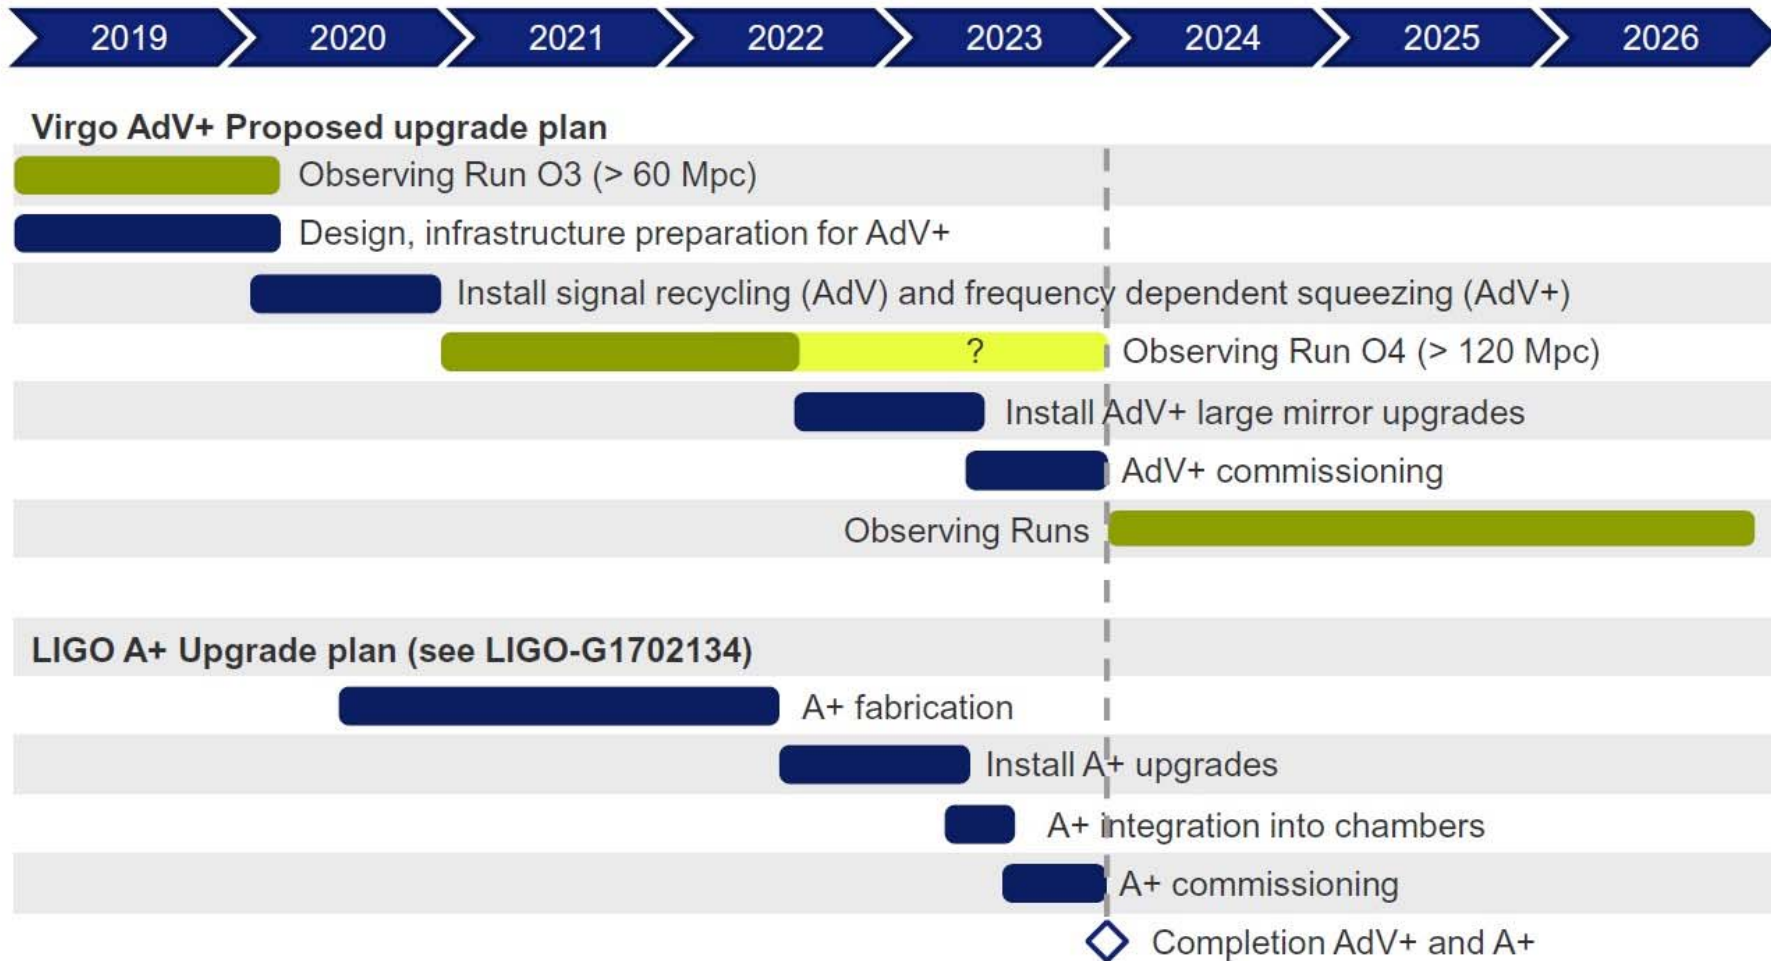 2019 2020 2021 2022 2023 2024 2025 2026
Virgo AdV+ Proposed upgrade plan
Observing Run O3 (> 60 Mpc)
Design, infrastructure preparation for AdV+
Install signal recycling (AdV) and frequency dependent squeezing (AdV+)
? Observing Run O4 (> 120 Mpc)
Install AdV+ large mirror upgrades
AdV+ commissioning
Observing Runs
LIGO A+ Upgrade plan (see LIGO-G1702134)
A+ fabrication
Install A+ upgrades
A+ integration into chambers
A+ commissioning
Completion AdV+ and A+